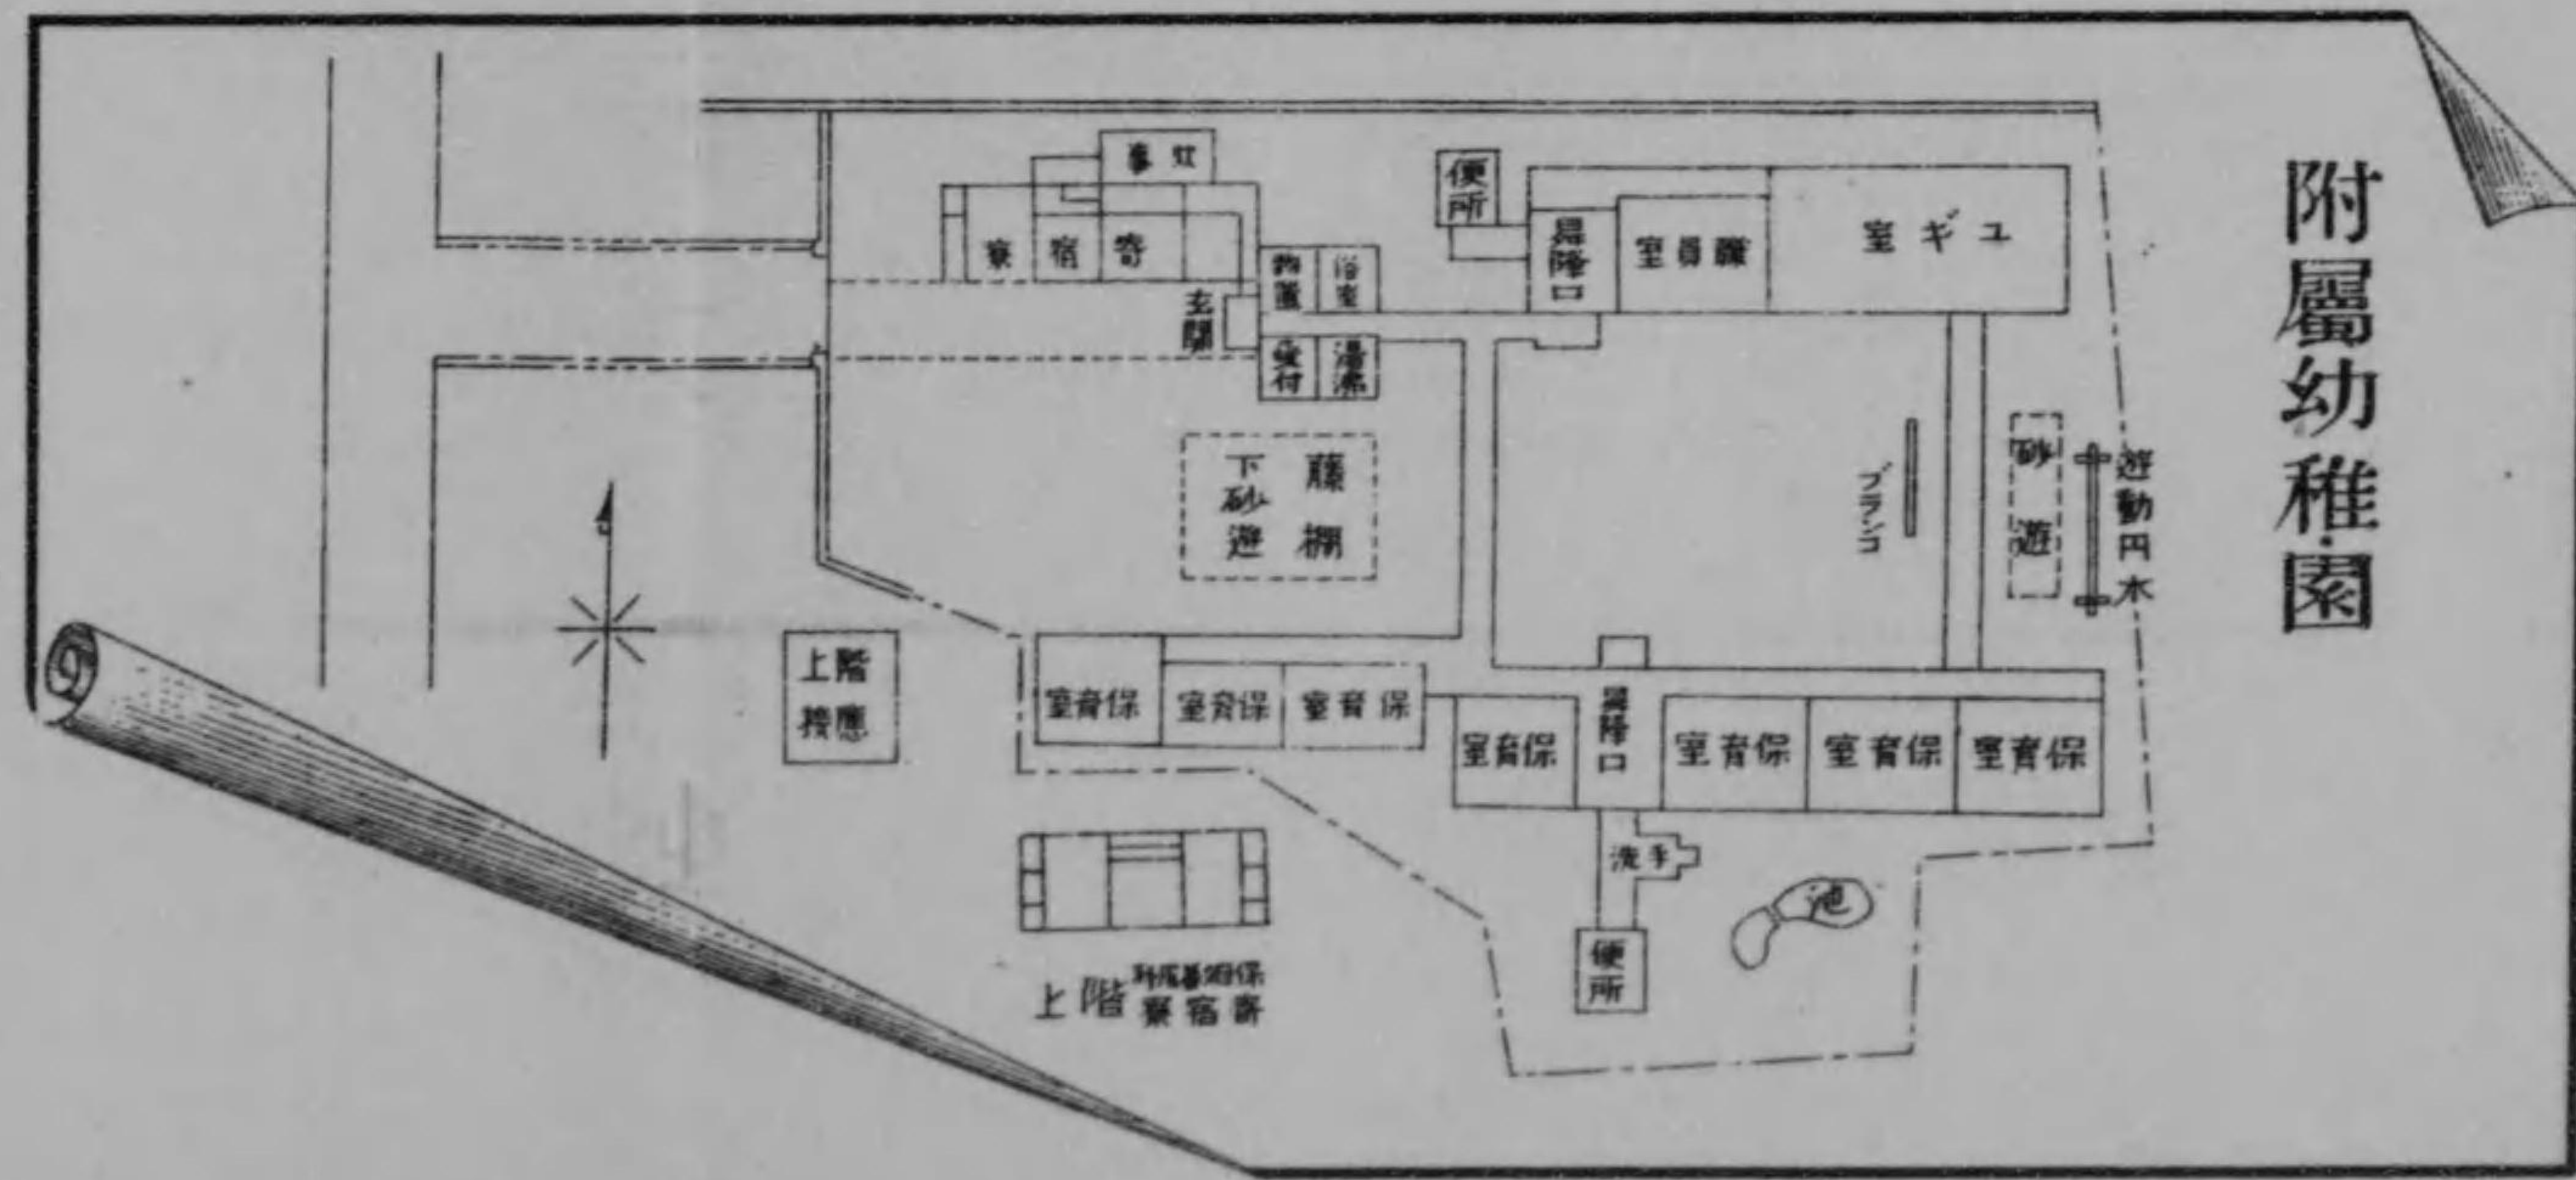 附屬幼稚園
ユギ室
職員室
昇降口
便所
炊事
寄宿寮
浴室
物置
玄関
湯沸
受付
藤棚
下砂遊
ブランコ
砂遊
遊動円木
保育室
保育室
保育室
昇降口
保育室
保育室
保育室
保育室
手洗
便所
池
階上
應接
寄宿寮
階上